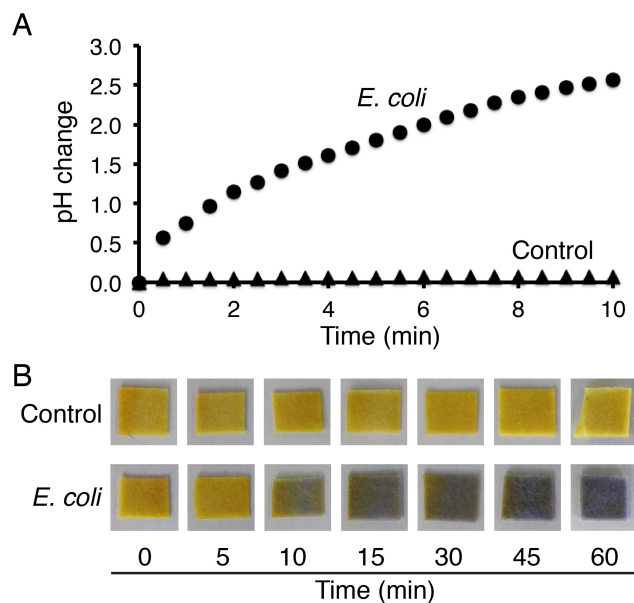 A
3.0
2.5
2.0
1.5
1.0
0.5
0.0
pH change
E. coli
Control
0 2 4 6 8 10
Time (min)
B
Control
E. coli
0 5 10 15 30 45 60
Time (min)